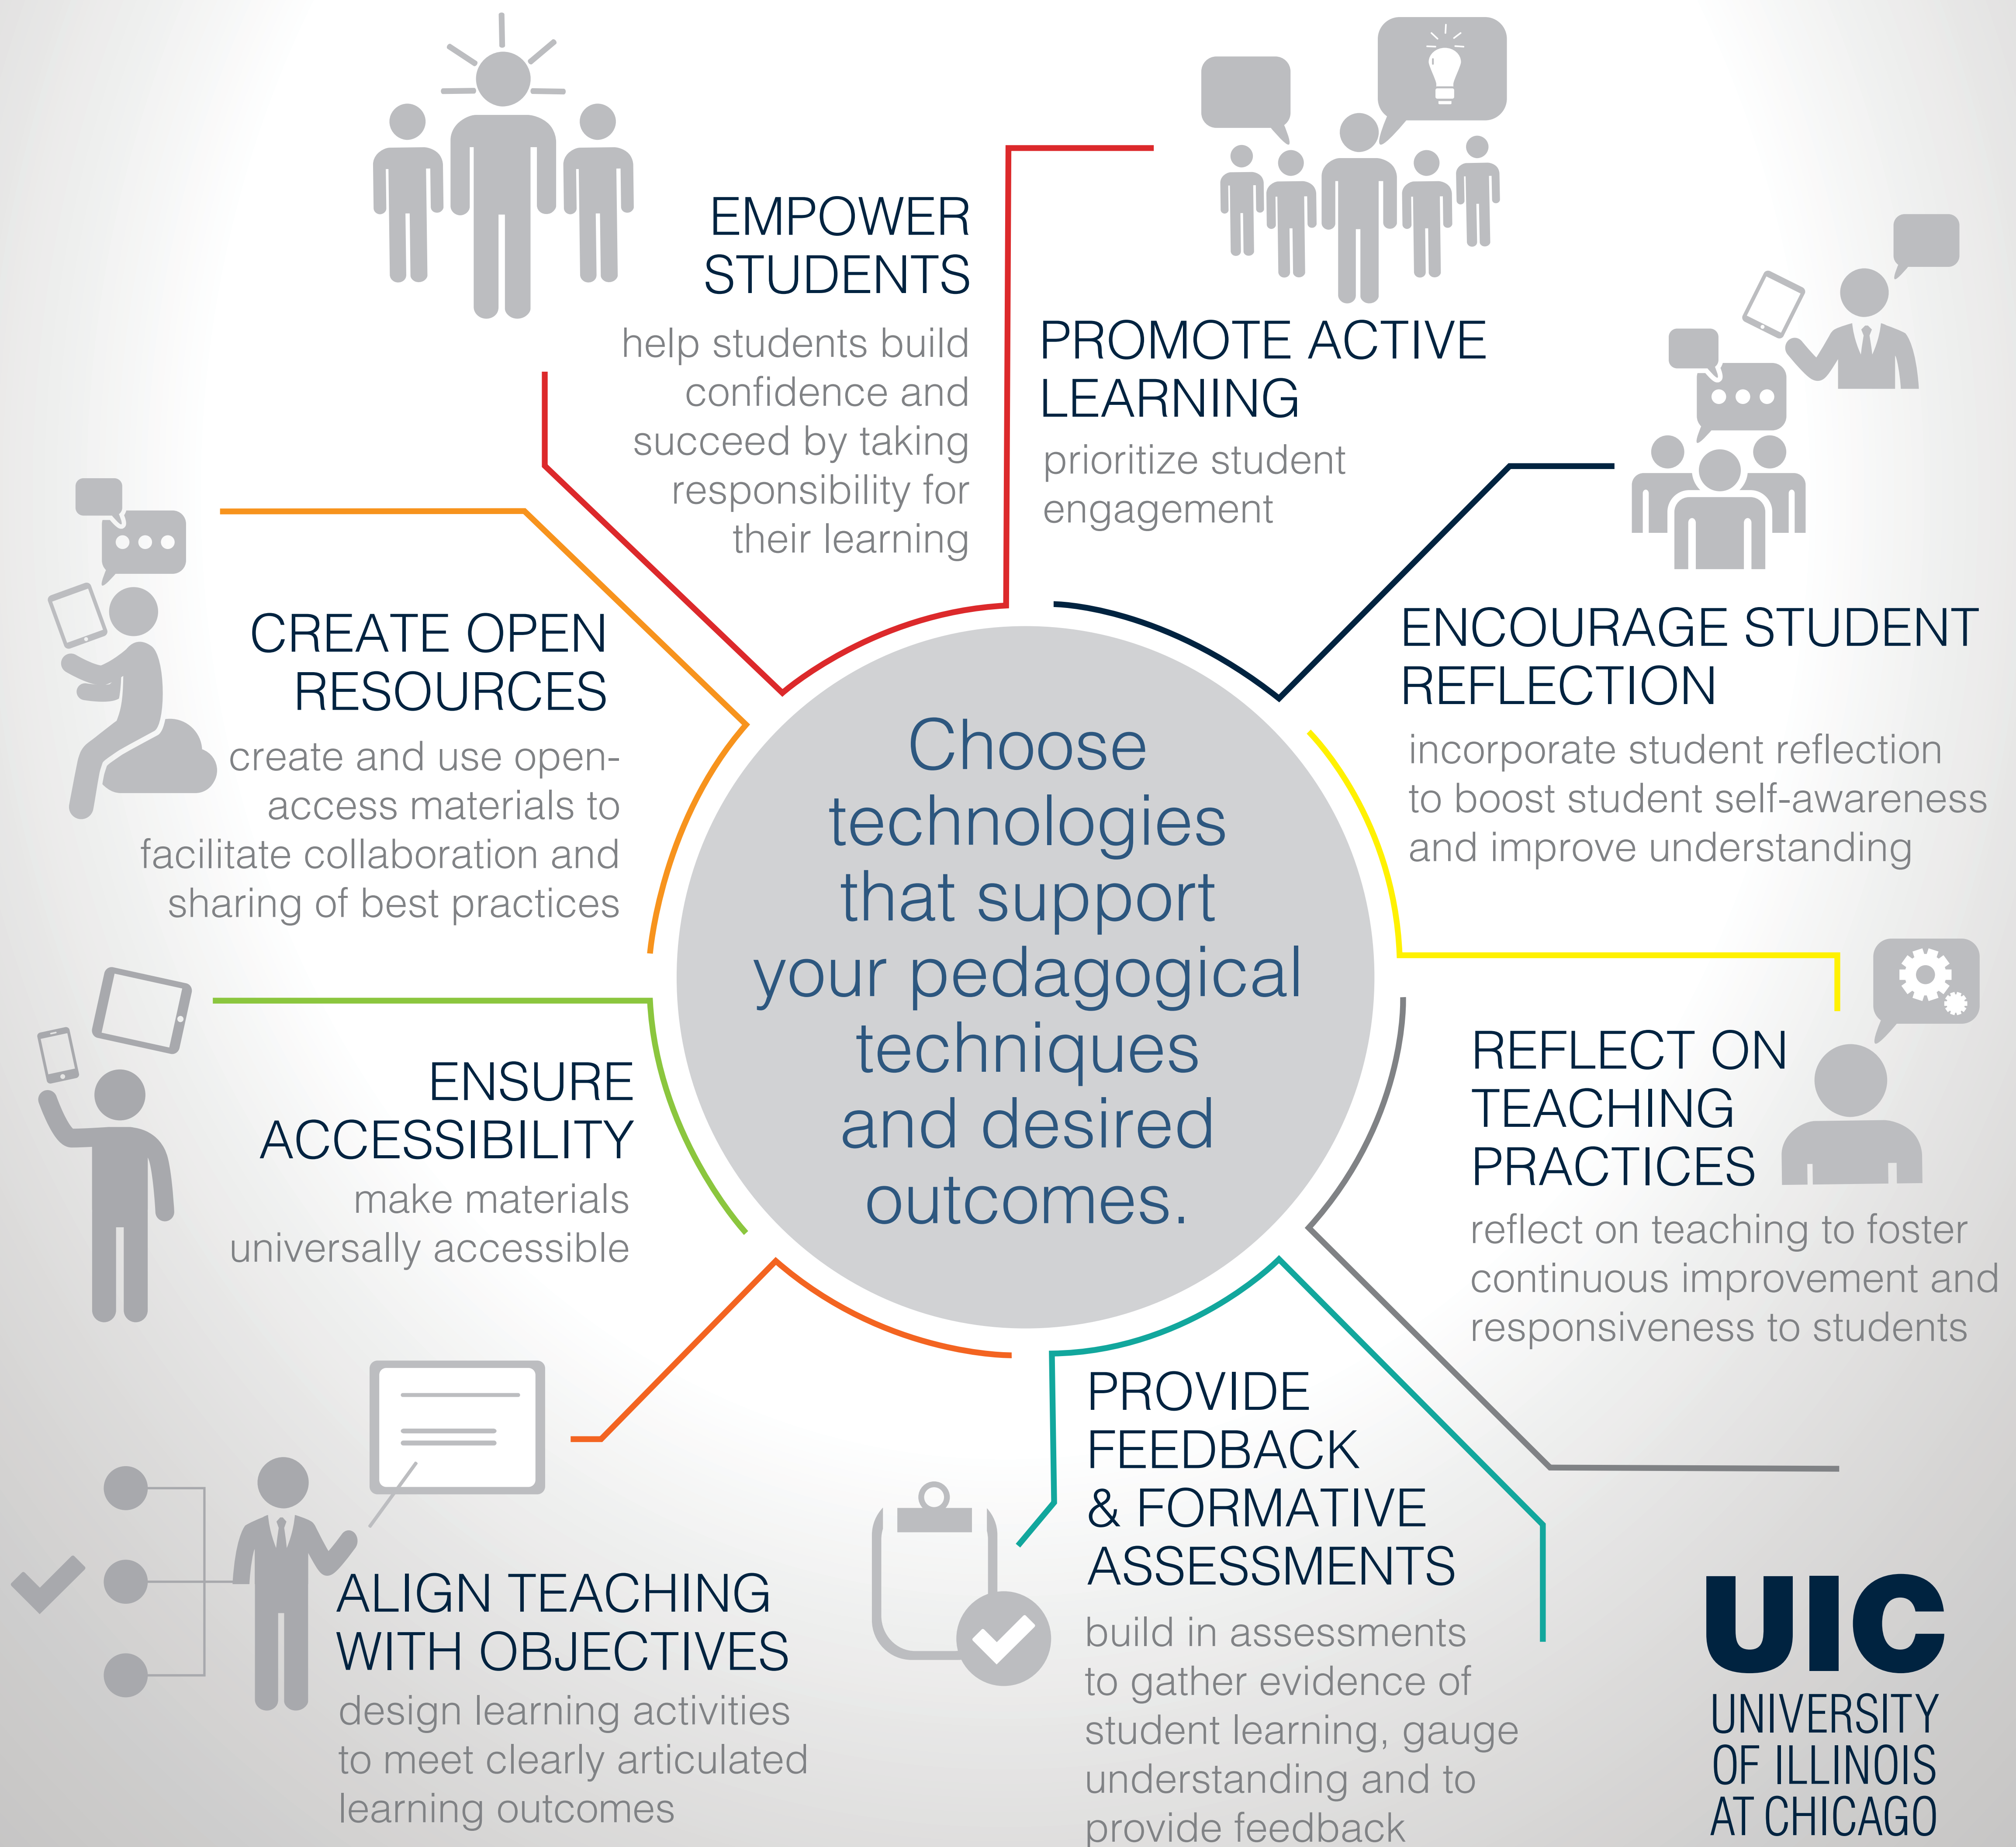 EMPOWER
STUDENTS
help students build
confidence and
succeed by taking
responsibility for
their learning
PROMOTE ACTIVE
LEARNING
prioritize student
engagement
ENCOURAGE STUDENT
REFLECTION
incorporate student reflection
to boost student self-awareness
and improve understanding
CREATE OPEN
RESOURCES
create and use open-
access materials to
facilitate collaboration and
sharing of best practices
Choose
technologies
that support
your pedagogical
techniques
and desired
outcomes.
ENSURE
ACCESSIBILITY
make materials
universally accessible
REFLECT ON
TEACHING
PRACTICES
reflect on teaching to foster
continuous improvement and
responsiveness to students
ALIGN TEACHING
WITH OBJECTIVES
design learning activities
to meet clearly articulated
learning outcomes
PROVIDE
FEEDBACK
& FORMATIVE
ASSESSMENTS
build in assessments
to gather evidence of
student learning, gauge
understanding and to
provide feedback
UIC
UNIVERSITY
OF ILLINOIS
AT CHICAGO